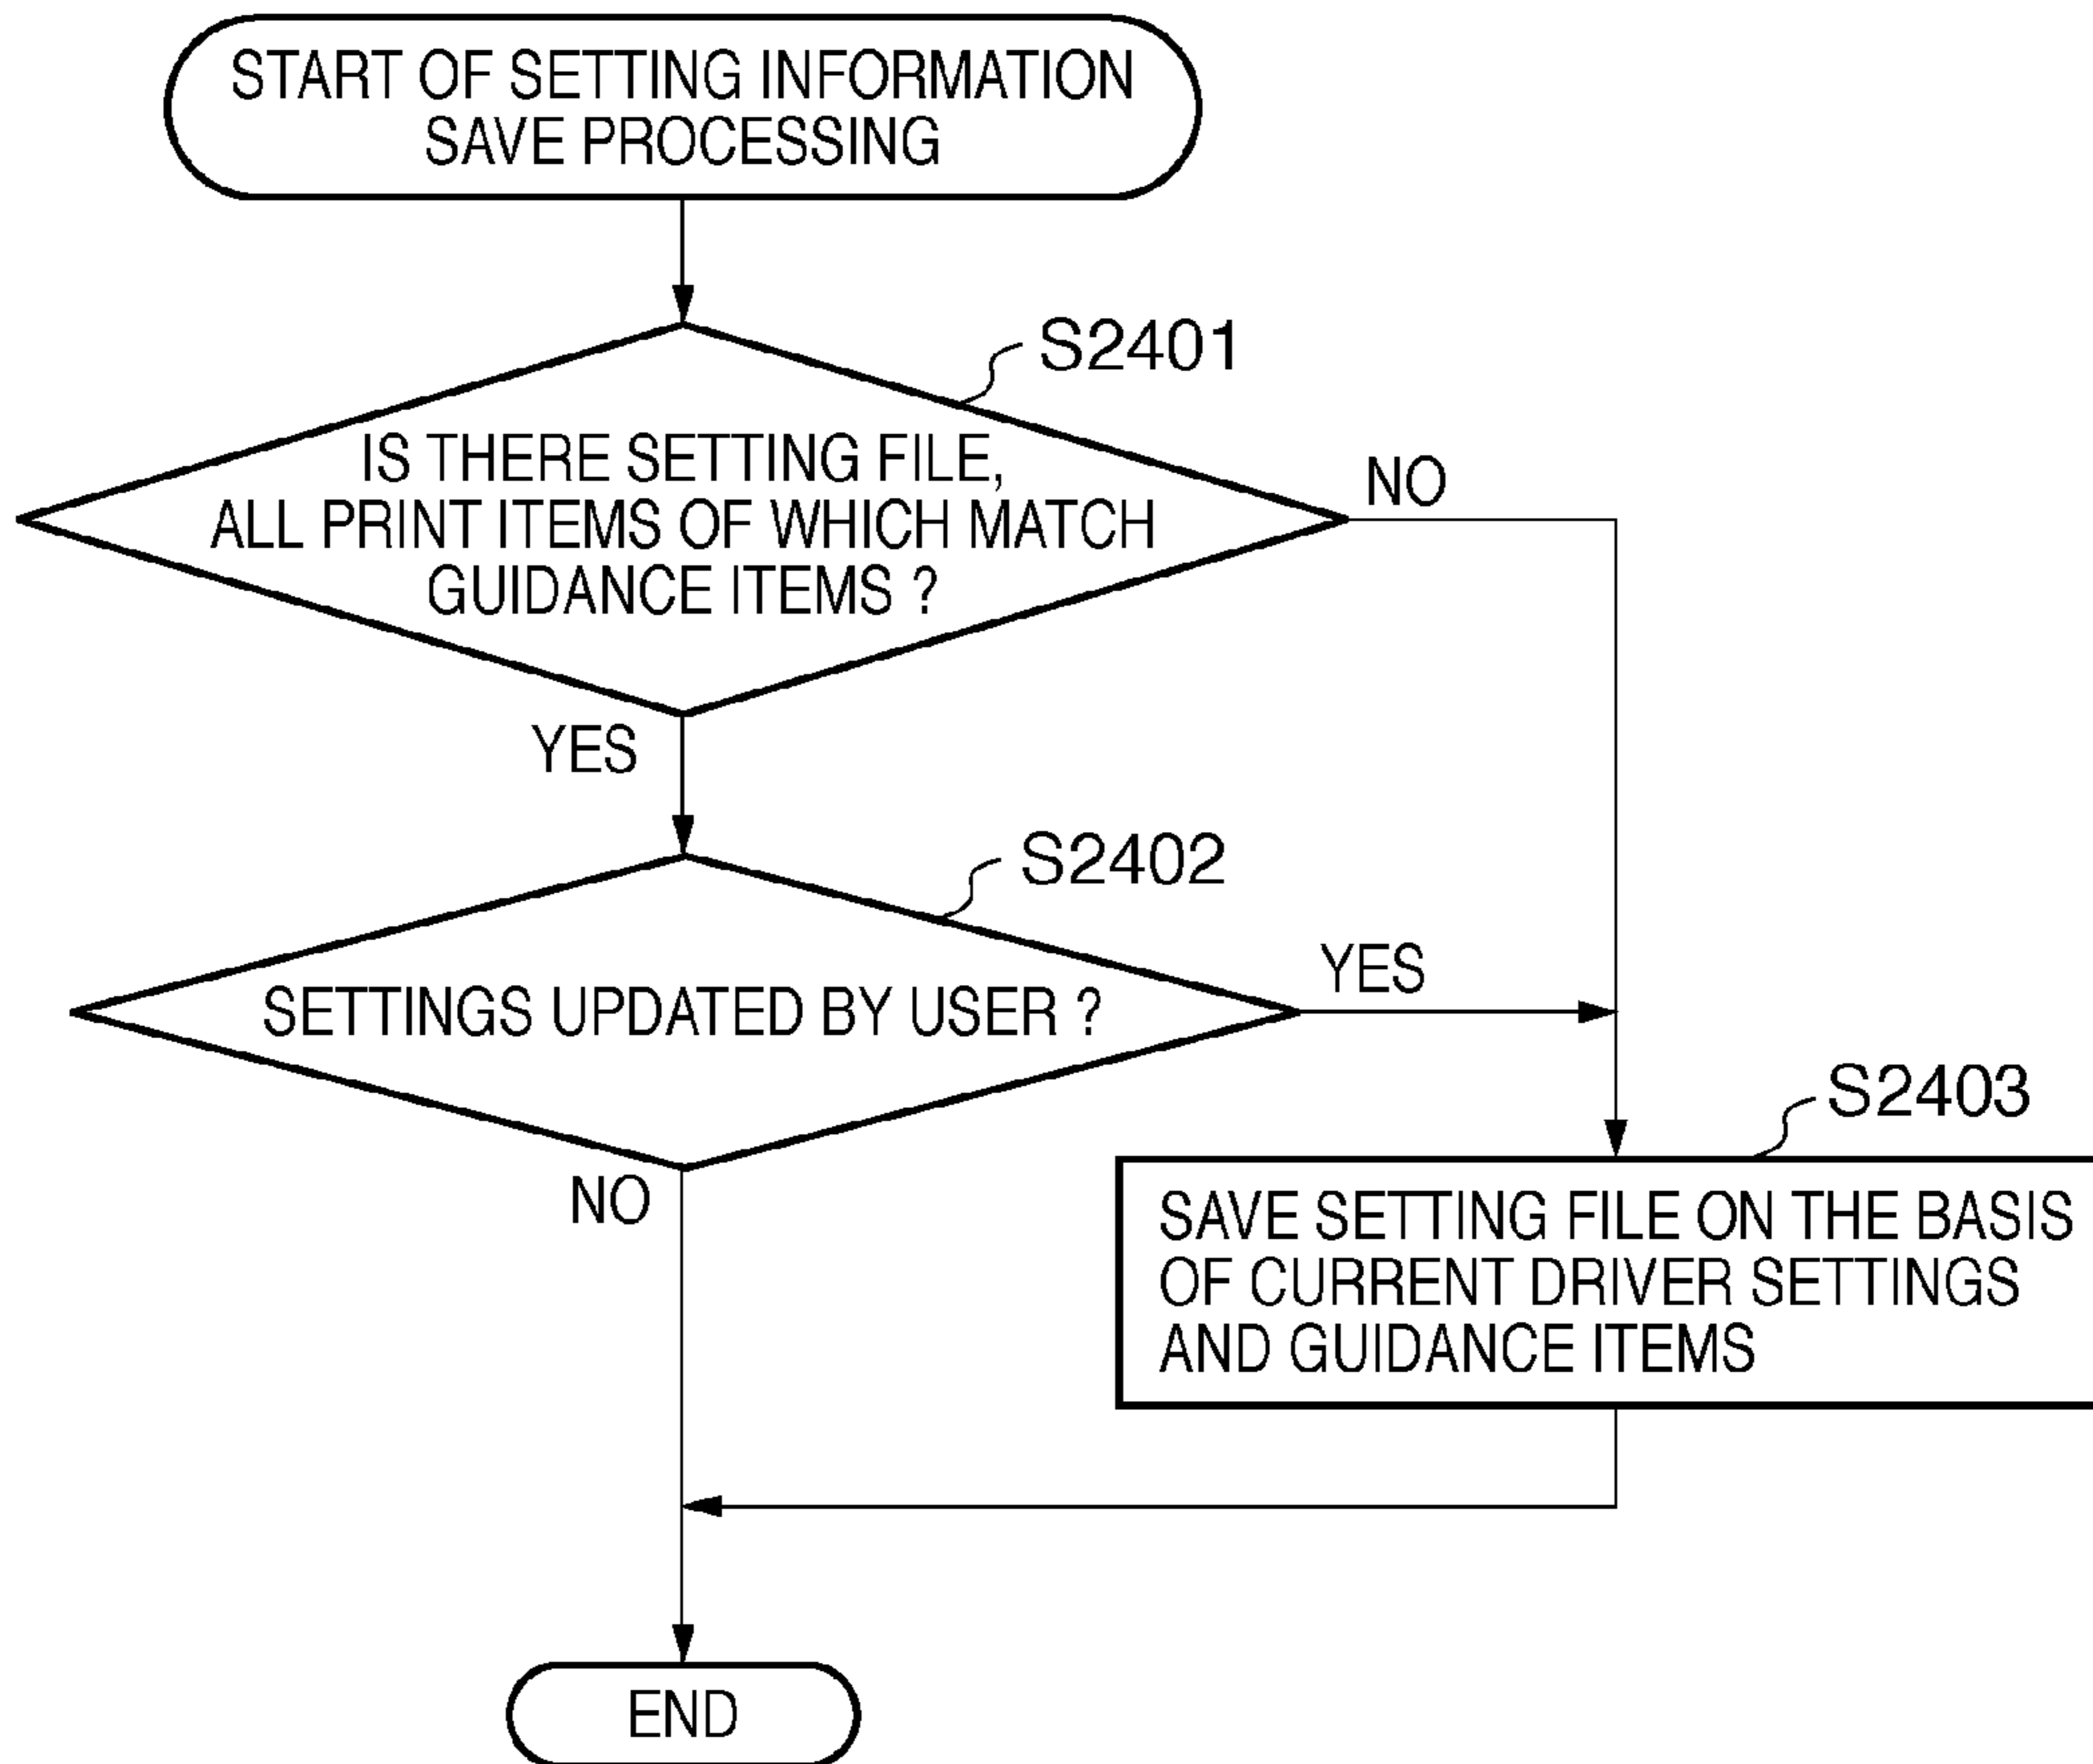 START OF SETTING INFORMATION
SAVE PROCESSING
S2401
IS THERE SETTING FILE,
ALL PRINT ITEMS OF WHICH MATCH
GUIDANCE ITEMS ?
NO
YES
S2402
SETTINGS UPDATED BY USER ?
YES
NO
S2403
SAVE SETTING FILE ON THE BASIS
OF CURRENT DRIVER SETTINGS
AND GUIDANCE ITEMS
END